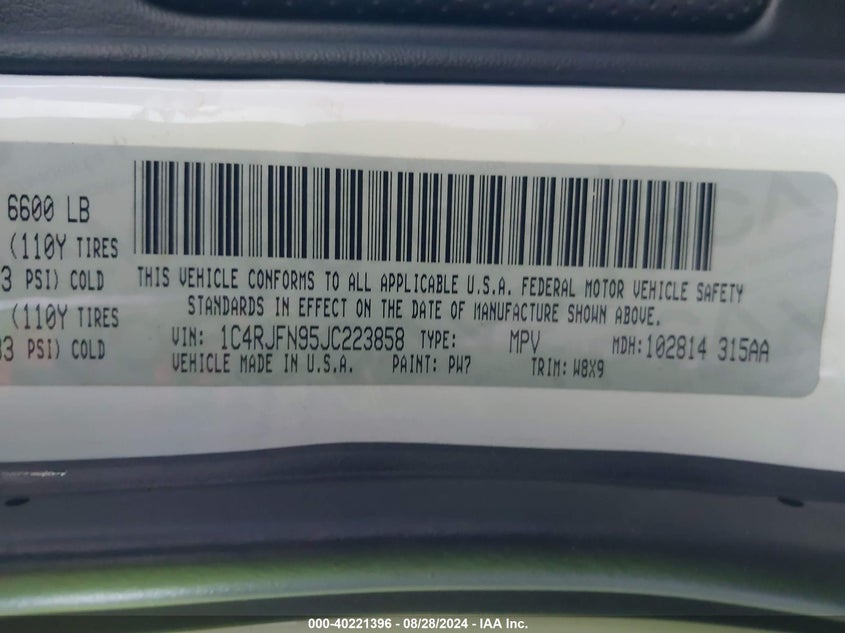 6600 LB
(110Y TIRES
3 PSI) COLD
(110Y TIRES
33 PSI) COLD
THIS VEHICLE CONFORMS TO ALL APPLICABLE U.S.A. FEDERAL MOTOR VEHICLE SAFETY
STANDARDS IN EFFECT ON THE DATE OF MANUFACTURE SHOWN ABOVE.
VIN: 1C4RJFN95JC223858 TYPE: MPV MDH:102814 315AA
VEHICLE MADE IN U.S.A. PAINT: PW7 TRIM: W8X9
000-40221396 - 08/28/2024 - IAA Inc.